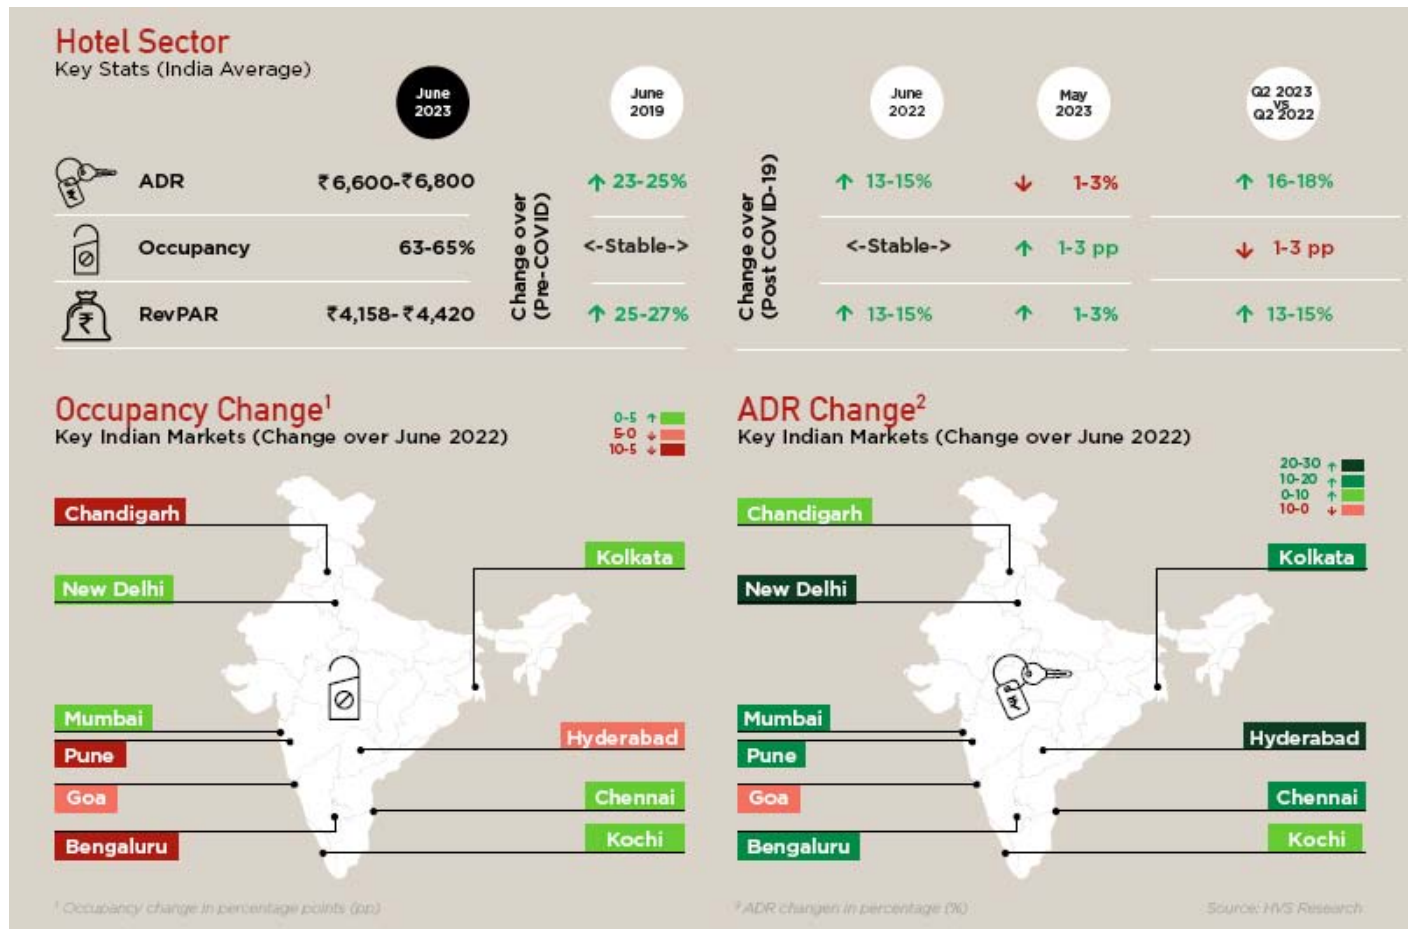 Hotel Sector
Key Stats (India Average)
June
2023
June
2019
June
2022
May
2023
Q2 2023
vs
Q2 2022
ADR
₹6,600-₹6,800
Occupancy
63-65%
RevPAR
₹4,158-₹4,420
Change over
(Pre-COVID)
↑ 23-25%
<-Stable->
↑ 25-27%
Change over
(Post COVID-19)
↑ 13-15%
↓ 1-3%
↑ 16-18%
<-Stable->
↑ 1-3 pp
↓ 1-3 pp
↑ 13-15%
↑ 1-3%
↑ 13-15%
Occupancy Change¹
Key Indian Markets (Change over June 2022)
0-5 ↑
5-0 ↓
10-5 ↓
Chandigarh
Kolkata
New Delhi
Mumbai
Hyderabad
Pune
Goa
Chennai
Bengaluru
Kochi
¹ Occupancy change in percentage points (pp)
ADR Change²
Key Indian Markets (Change over June 2022)
20-30 ↑
10-20 ↑
0-10 ↑
10-0 ↓
Chandigarh
Kolkata
New Delhi
Mumbai
Hyderabad
Pune
Goa
Chennai
Bengaluru
Kochi
² ADR changen in percentage (%)
Source: HVS Research